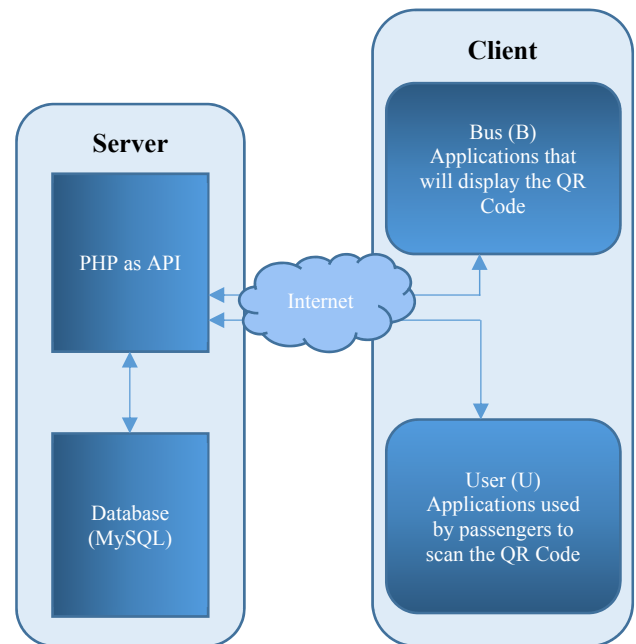 Server
PHP as API
Database
(MySQL)
Internet
Client
Bus (B)
Applications that
will display the QR
Code
User (U)
Applications used
by passengers to
scan the QR Code